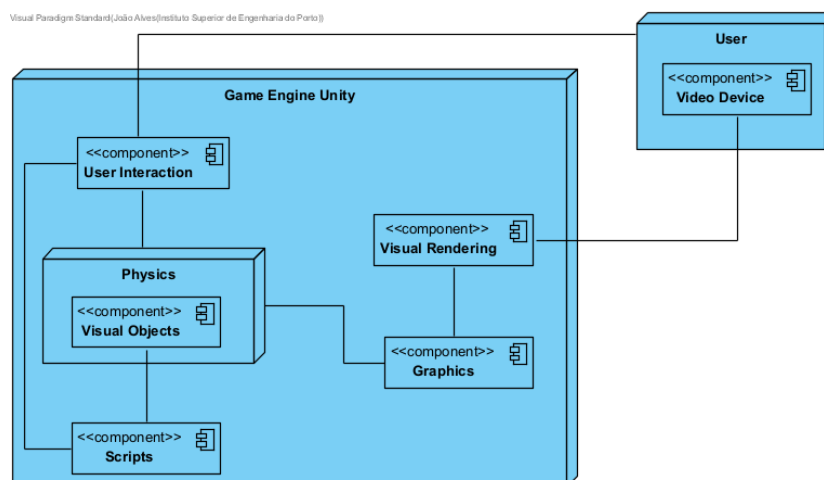 Visual Paradigm Standard(João Alves(Instituto Superior de Engenharia do Porto))
User
<<component>>
Video Device
Game Engine Unity
<<component>>
User Interaction
<<component>>
Visual Rendering
Physics
<<component>>
Visual Objects
<<component>>
Graphics
<<component>>
Scripts